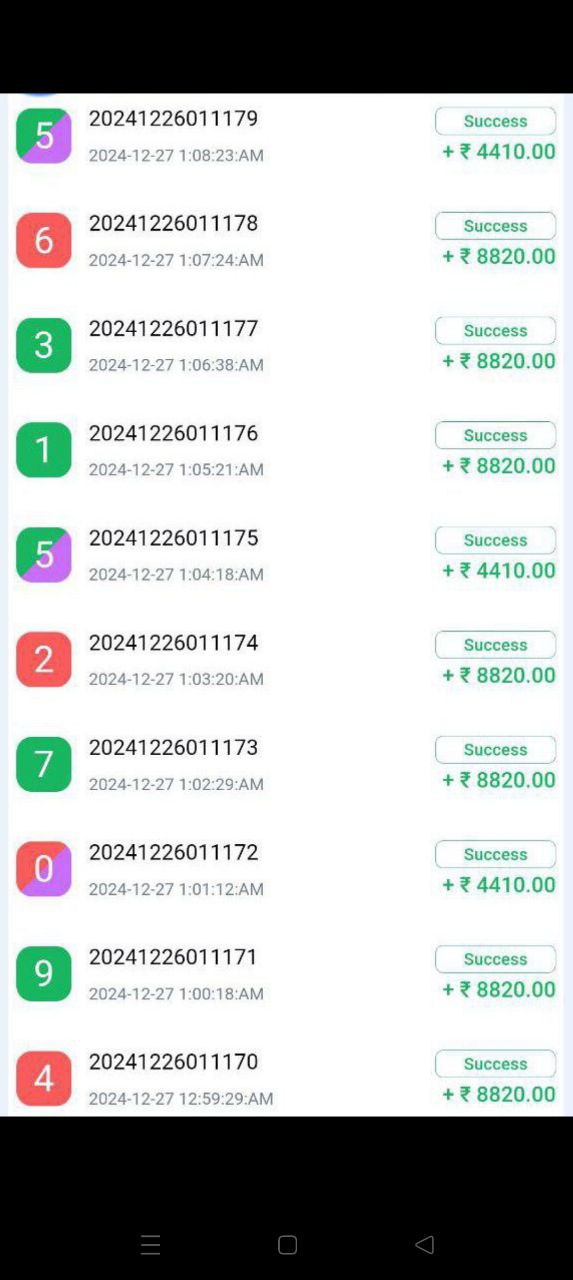 5
20241226011179
Success
2024-12-27 1:08:23:AM
+ ₹ 4410.00
6
20241226011178
Success
2024-12-27 1:07:24:AM
+ ₹ 8820.00
3
20241226011177
Success
2024-12-27 1:06:38:AM
+ ₹ 8820.00
1
20241226011176
Success
2024-12-27 1:05:21:AM
+ ₹ 8820.00
5
20241226011175
Success
2024-12-27 1:04:18:AM
+ ₹ 4410.00
2
20241226011174
Success
2024-12-27 1:03:20:AM
+ ₹ 8820.00
7
20241226011173
Success
2024-12-27 1:02:29:AM
+ ₹ 8820.00
0
20241226011172
Success
2024-12-27 1:01:12:AM
+ ₹ 4410.00
9
20241226011171
Success
2024-12-27 1:00:18:AM
+ ₹ 8820.00
4
20241226011170
Success
2024-12-27 12:59:29:AM
+ ₹ 8820.00